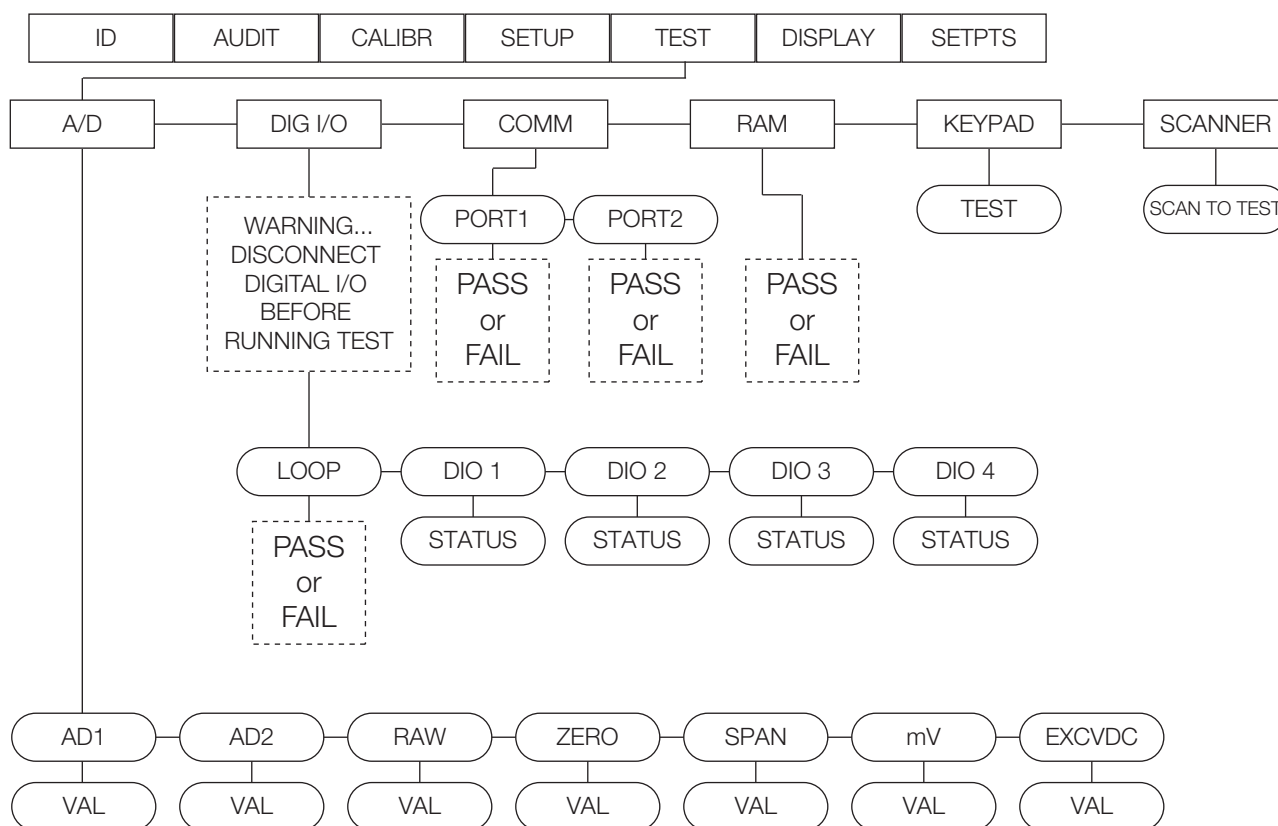 ID AUDIT CALIBR SETUP TEST DISPLAY SETPTS
A/D DIG I/O COMM RAM KEYPAD SCANNER
WARNING...
DISCONNECT
DIGITAL I/O
BEFORE
RUNNING TEST
PORT1 PORT2
TEST
SCAN TO TEST
PASS
or
FAIL
PASS
or
FAIL
PASS
or
FAIL
LOOP DIO 1 DIO 2 DIO 3 DIO 4
PASS
or
FAIL
STATUS STATUS STATUS STATUS
AD1 AD2 RAW ZERO SPAN mV EXCVDC
VAL VAL VAL VAL VAL VAL VAL